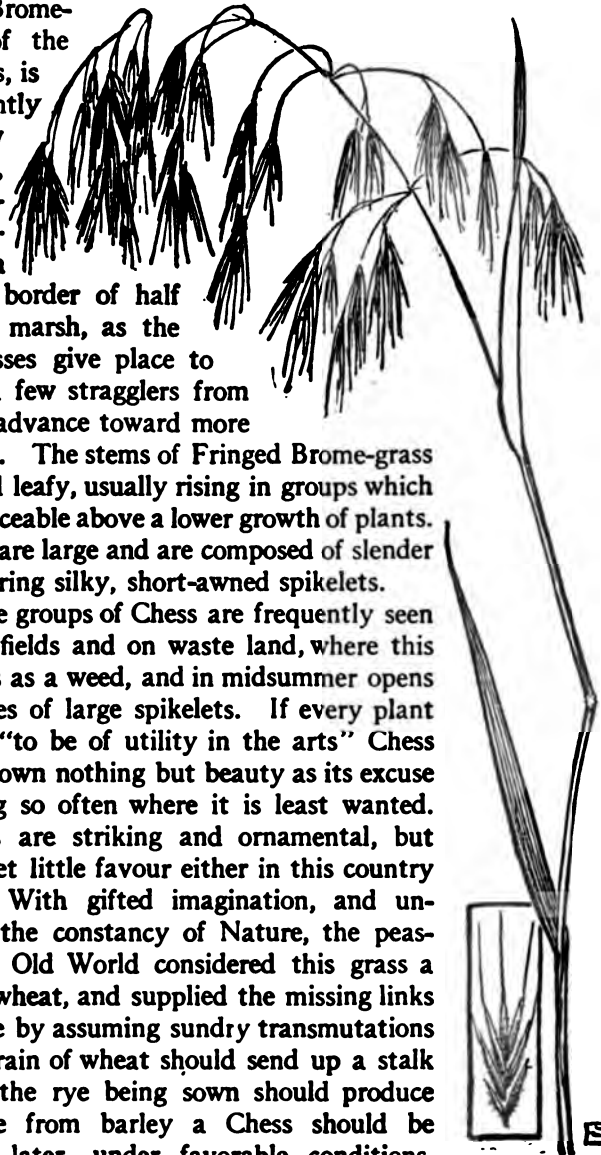 Brome-
of the
s, is
ntly
border of half
marsh, as the
sses give place to
few stragglers from
advance toward more
. The stems of Fringed Brome-grass
l leafy, usually rising in groups which
ceable above a lower growth of plants.
are large and are composed of slender
ring silky, short-awned spikelets.
e groups of Chess are frequently seen
fields and on waste land, where this
s as a weed, and in midsummer opens
es of large spikelets. If every plant
“to be of utility in the arts” Chess
own nothing but beauty as its excuse
g so often where it is least wanted.
s are striking and ornamental, but
et little favour either in this country
With gifted imagination, and un-
the constancy of Nature, the peas-
Old World considered this grass a
wheat, and supplied the missing links
e by assuming sundry transmutations
rain of wheat should send up a stalk
the rye being sown should produce
e from barley a Chess should be
later, under favorable conditions,